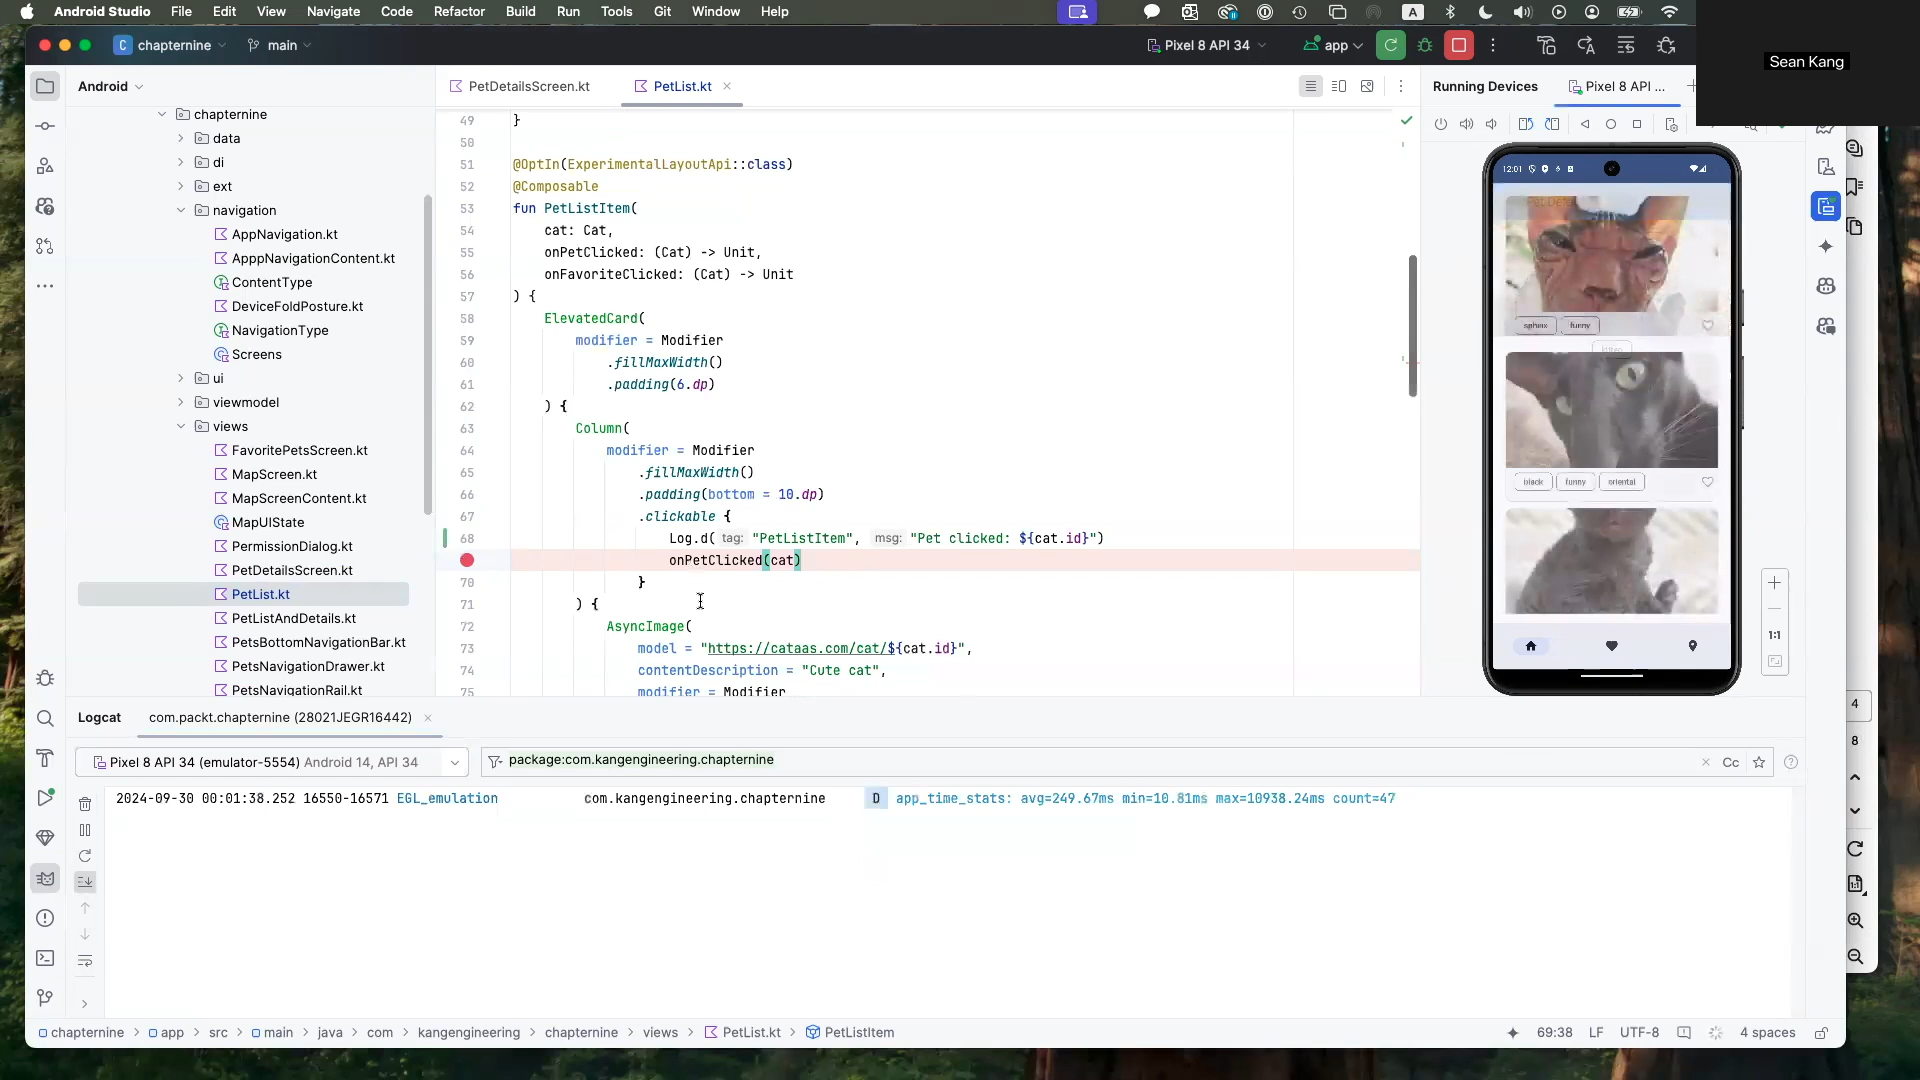 Android Studio File Edit View Navigate Code Refactor Build Run Tools Git Window Help
A
Sean Kang
C chapternine main Pixel 8 API 34 app
Android
PetDetailsScreen.kt PetList.kt
Running Devices Pixel 8 API ...
chapternine
data
di
ext
navigation
AppNavigation.kt
ApppNavigationContent.kt
ContentType
DeviceFoldPosture.kt
NavigationType
Screens
ui
viewmodel
views
FavoritePetsScreen.kt
MapScreen.kt
MapScreenContent.kt
MapUIState
PermissionDialog.kt
PetDetailsScreen.kt
PetList.kt
PetListAndDetails.kt
PetsBottomNavigationBar.kt
PetsNavigationDrawer.kt
PetsNavigationRail.kt
49 }
50
51 @OptIn(ExperimentalLayoutApi::class)
52 @Composable
53 fun PetListItem(
54 cat: Cat,
55 onPetClicked: (Cat) -> Unit,
56 onFavoriteClicked: (Cat) -> Unit
57 ) {
58 ElevatedCard(
59 modifier = Modifier
60 .fillMaxWidth()
61 .padding(6.dp)
62 ) {
63 Column(
64 modifier = Modifier
65 .fillMaxWidth()
66 .padding(bottom = 10.dp)
67 .clickable {
68 Log.d( tag: "PetListItem", msg: "Pet clicked: ${cat.id}")
onPetClicked(cat)
70 }
71 ) {
72 AsyncImage(
73 model = "https://cataas.com/cat/${cat.id}",
74 contentDescription = "Cute cat",
75 modifier = Modifier
12:01
sphinx funny
kitten
black funny oriental
1:1
4
8
Logcat com.packt.chapternine (28021JEGR16442)
Pixel 8 API 34 (emulator-5554) Android 14, API 34 package:com.kangengineering.chapternine Cc
2024-09-30 00:01:38.252 16550-16571 EGL_emulation com.kangengineering.chapternine D app_time_stats: avg=249.67ms min=10.81ms max=10938.24ms count=47
chapternine > app > src > main > java > com > kangengineering > chapternine > views > PetList.kt > PetListItem 69:38 LF UTF-8 4 spaces